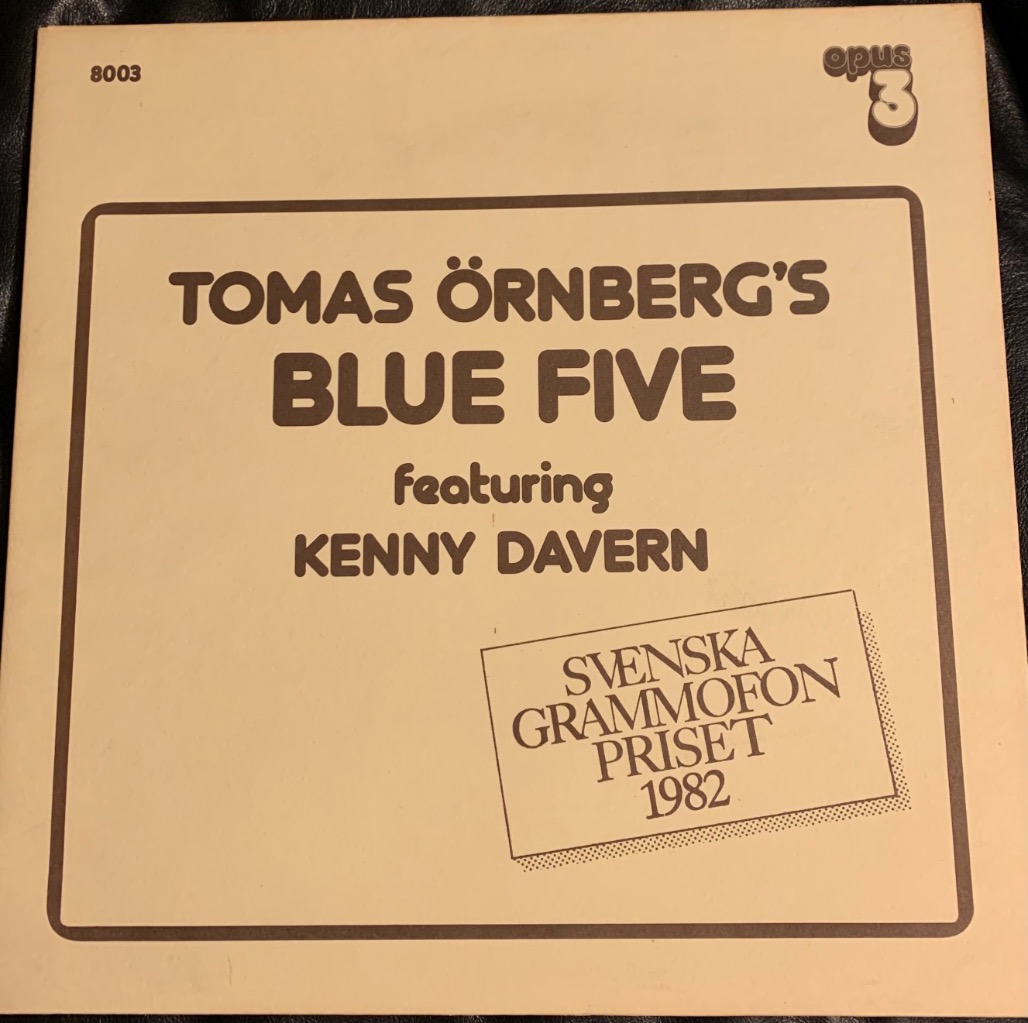 8003
opus
3
TOMAS ÖRNBERG'S
BLUE FIVE
featuring
KENNY DAVERN
SVENSKA
GRAMMOFON
PRISET
1982